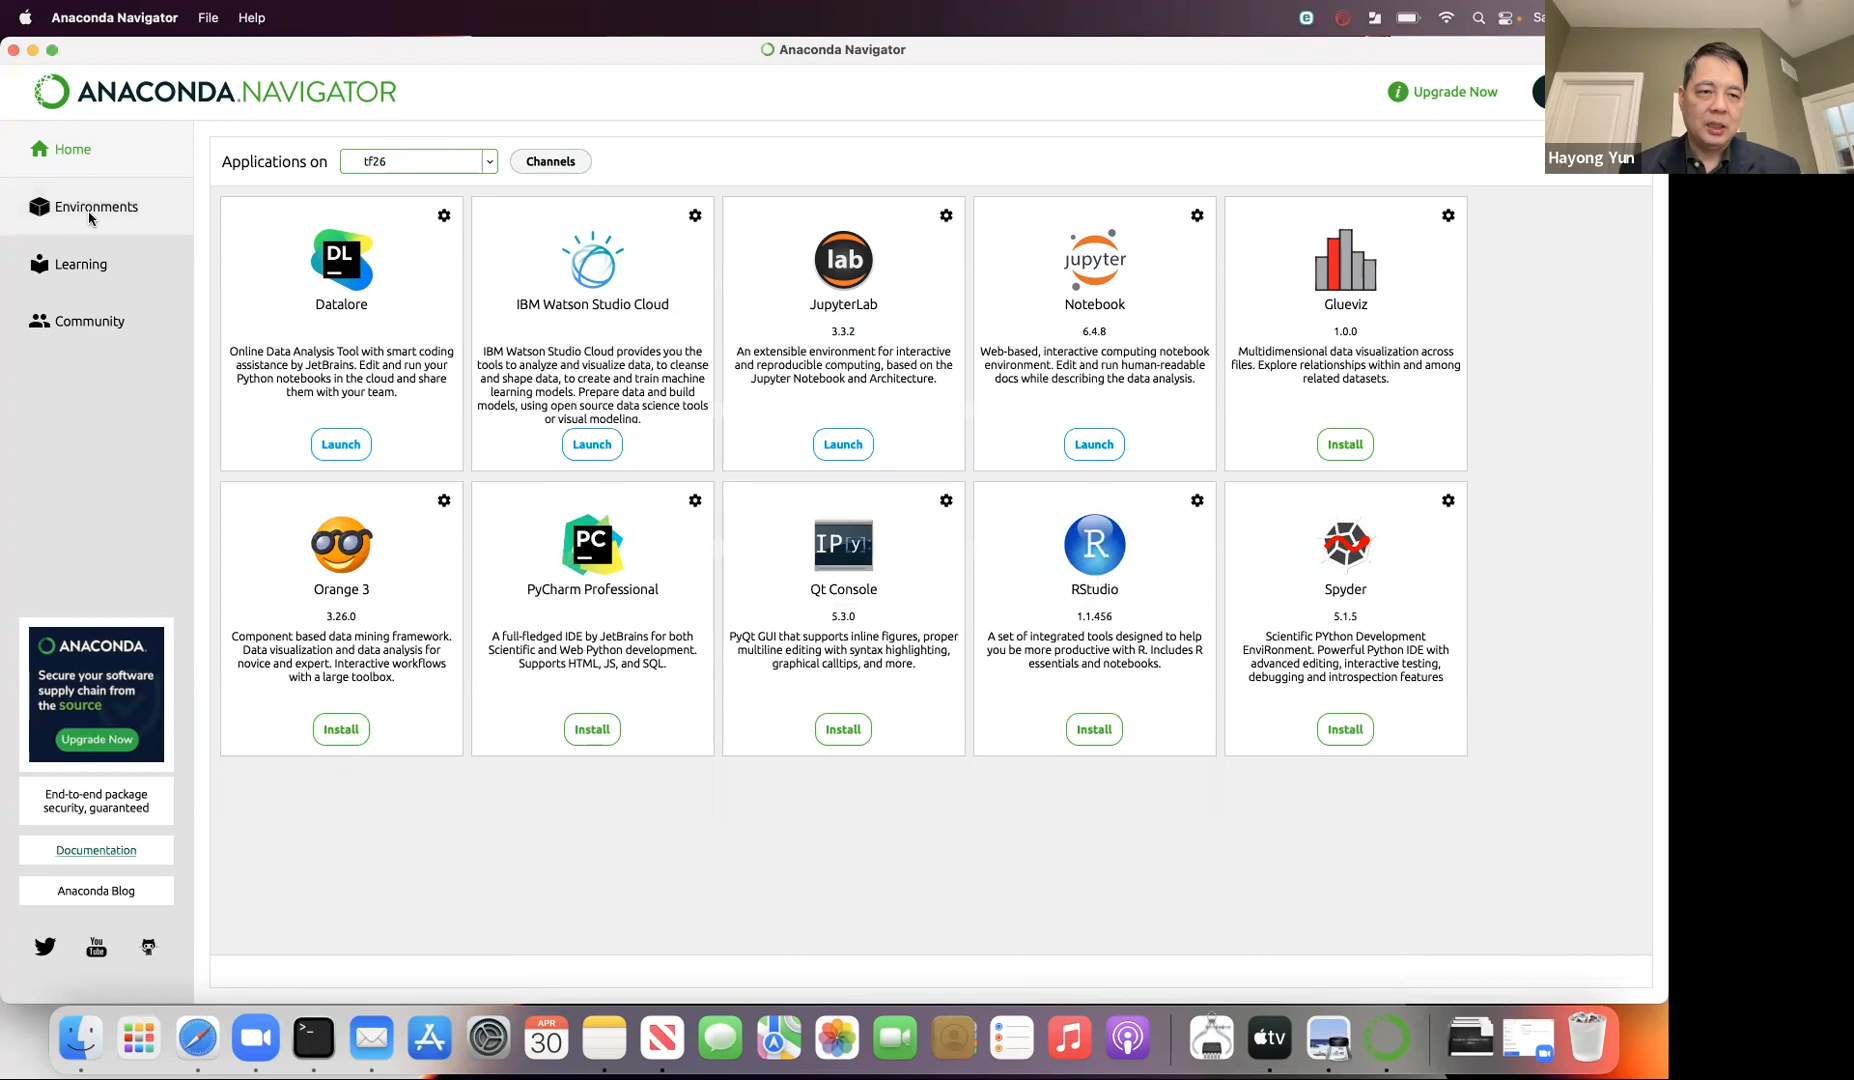 Anaconda Navigator File Help
Anaconda Navigator
ANACONDA.NAVIGATOR
Upgrade Now
Hayong Yun
Home
Environments
Learning
Community
Applications on tf26 Channels
DL
Datalore
Online Data Analysis Tool with smart coding
assistance by JetBrains. Edit and run your
Python notebooks in the cloud and share
them with your team.
Launch
IBM Watson Studio Cloud
IBM Watson Studio Cloud provides you the
tools to analyze and visualize data, to cleanse
and shape data, to create and train machine
learning models. Prepare data and build
models, using open source data science tools
or visual modeling.
Launch
lab
JupyterLab
3.3.2
An extensible environment for interactive
and reproducible computing, based on the
Jupyter Notebook and Architecture.
Launch
jupyter
Notebook
6.4.8
Web-based, interactive computing notebook
environment. Edit and run human-readable
docs while describing the data analysis.
Launch
Glueviz
1.0.0
Multidimensional data visualization across
files. Explore relationships within and among
related datasets.
Install
Orange 3
3.26.0
Component based data mining framework.
Data visualization and data analysis for
novice and expert. Interactive workflows
with a large toolbox.
Install
PC
PyCharm Professional
A full-fledged IDE by JetBrains for both
Scientific and Web Python development.
Supports HTML, JS, and SQL.
Install
IP[y]:
Qt Console
5.3.0
PyQt GUI that supports inline figures, proper
multiline editing with syntax highlighting,
graphical calltips, and more.
Install
R
RStudio
1.1.456
A set of integrated tools designed to help
you be more productive with R. Includes R
essentials and notebooks.
Install
Spyder
5.1.5
Scientific PYthon Development
EnviRonment. Powerful Python IDE with
advanced editing, interactive testing,
debugging and introspection features
Install
ANACONDA.
Secure your software
supply chain from
the source
Upgrade Now
End-to-end package
security, guaranteed
Documentation
Anaconda Blog
You
Tube
APR
30
tv